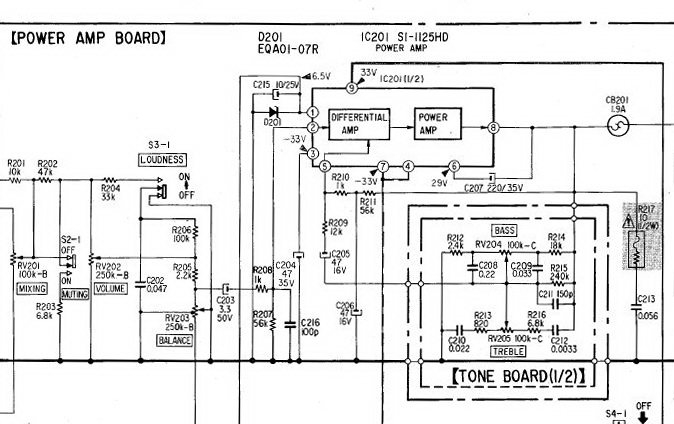 【POWER AMP BOARD】
D201
EQA01-07R
IC201 SI-1125HD
POWER AMP
6.5V
33V
C215 10/25V
9
IC201(1/2)
CB201
1.9A
1
D201
DIFFERENTIAL
AMP
POWER
AMP
2
8
-33V
3
S3-1
LOUDNESS
5
7
4
6
R201
10k
R202
47k
R204
33k
ON
OFF
R210
1k
-33V
29V
C207 220/35V
R211
56k
R217
10
(1/2W)
R206
100k
R209
12k
BASS
S2-1
OFF
R212
2.4k
RV204
100k-C
R214
18k
RV201
100k-B
MIXING
ON
MUTING
RV202
250k-B
VOLUME
R205
2.2k
R208
1k
C204
47
35V
C205
47
16V
C208
0.22
C209
0.033
R215
240k
C202
0.047
C203
3.3
50V
C211 150p
R203
6.8k
RV203
250k-B
BALANCE
R207
56k
C216
100p
C206
47
16V
R213
820
R216
6.8k
C213
0.056
C210
0.022
RV205
100k-C
C212
0.0033
TREBLE
【TONE BOARD(1/2)】
S4-1
OFF